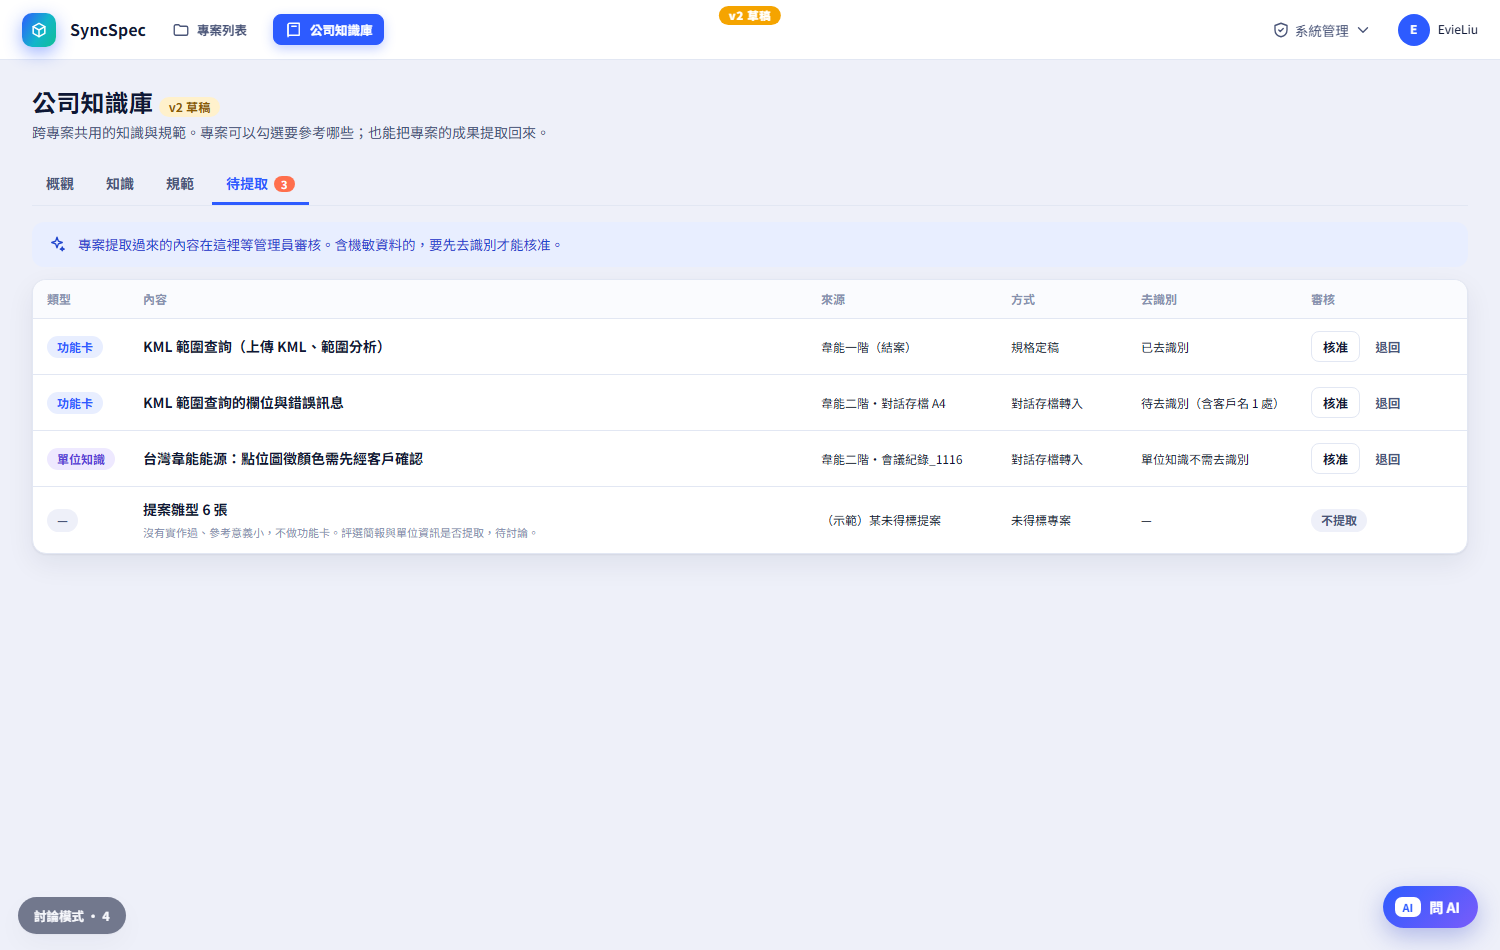 SyncSpec 專案列表 公司知識庫 v2 草稿 系統管理 E EvieLiu
公司知識庫 v2 草稿
跨專案共用的知識與規範。專案可以勾選要參考哪些；也能把專案的成果提取回來。
概觀 知識 規範 待提取 3
專案提取過來的內容在這裡等管理員審核。含機敏資料的，要先去識別才能核准。
類型 內容 來源 方式 去識別 審核
功能卡 KML 範圍查詢（上傳 KML、範圍分析） 韋能一階（結案） 規格定稿 已去識別 核准 退回
功能卡 KML 範圍查詢的欄位與錯誤訊息 韋能二階・對話存檔 A4 對話存檔轉入 待去識別（含客戶名 1 處） 核准 退回
單位知識 台灣韋能能源：點位圖徵顏色需先經客戶確認 韋能二階・會議紀錄_1116 對話存檔轉入 單位知識不需去識別 核准 退回
— 提案雛型 6 張 （示範）某未得標提案 未得標專案 — 不提取
沒有實作過、參考意義小，不做功能卡。評選簡報與單位資訊是否提取，待討論。
討論模式・4
AI 問 AI